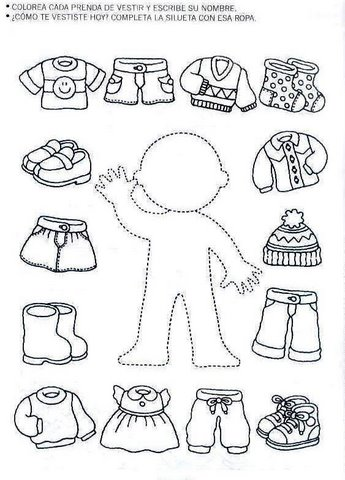 • COLOREA CADA PRENDA DE VESTIR Y ESCRIBE SU NOMBRE.
• ¿CÓMO TE VESTISTE HOY? COMPLETA LA SILUETA CON ESA ROPA.